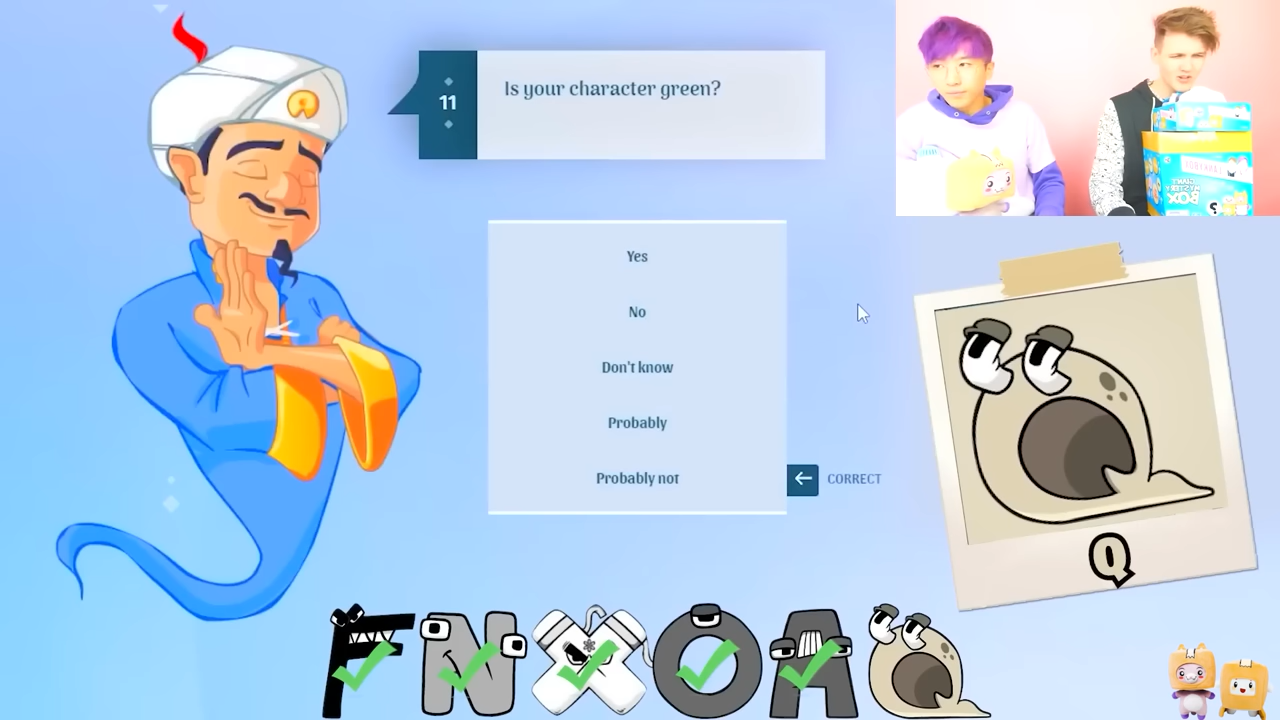 11
Is your character green?
Yes
No
Don't know
Probably
Probably not
CORRECT
Q
F N X O A